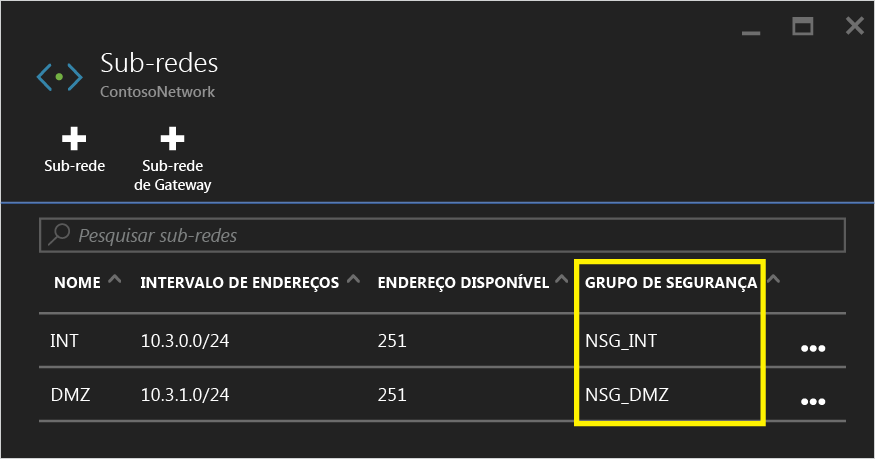 Sub-redes
ContosoNetwork
Sub-rede
Sub-rede
de Gateway
Pesquisar sub-redes
NOME INTERVALO DE ENDEREÇOS ENDEREÇO DISPONÍVEL GRUPO DE SEGURANÇA
INT 10.3.0.0/24 251 NSG_INT
DMZ 10.3.1.0/24 251 NSG_DMZ